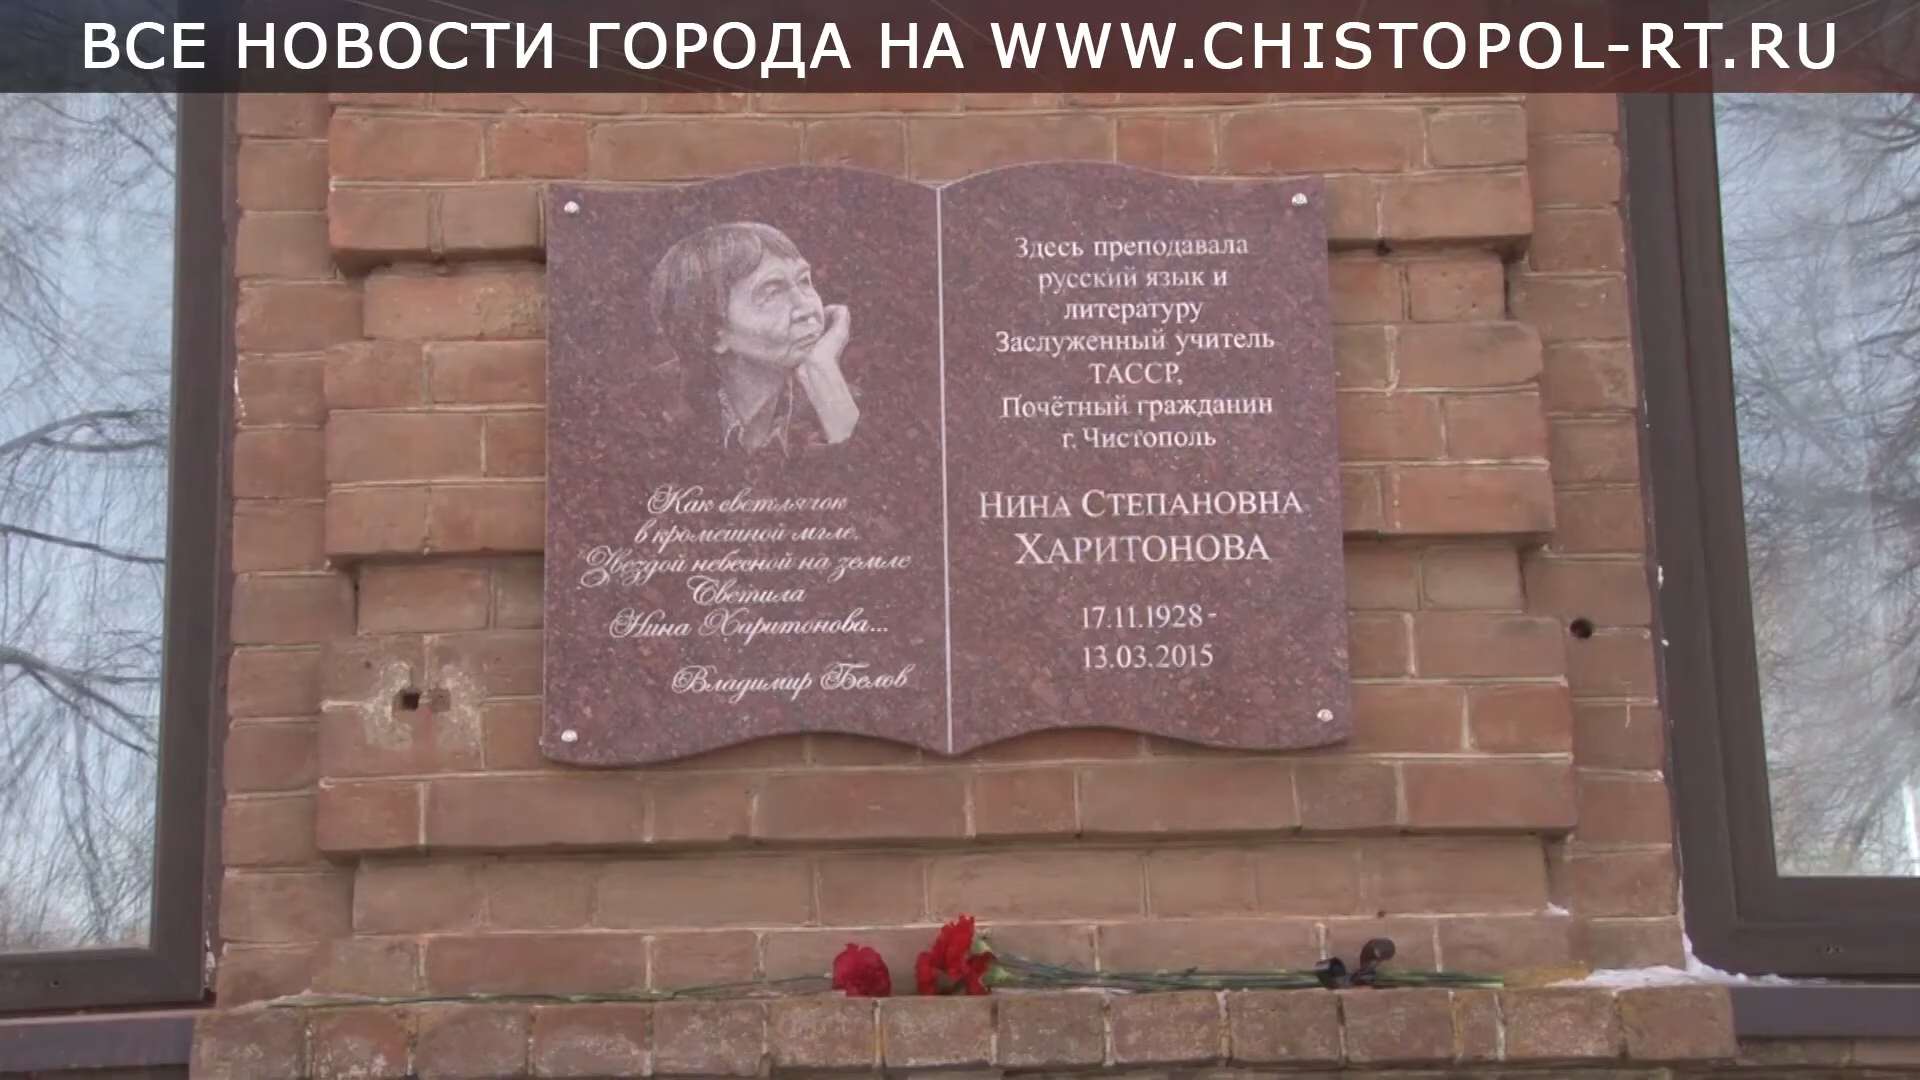 ВСЕ НОВОСТИ ГОРОДА НА WWW.CHISTOPOL-RT.RU
Как светлячок
в кромешной мгле,
Звездой небесной на земле
Светила
Нина Харитонова...
Владимир Белов
Здесь преподавала
русский язык и
литературу
Заслуженный учитель
ТАССР,
Почётный гражданин
г. Чистополь
НИНА СТЕПАНОВНА
ХАРИТОНОВА
17.11.1928-
13.03.2015